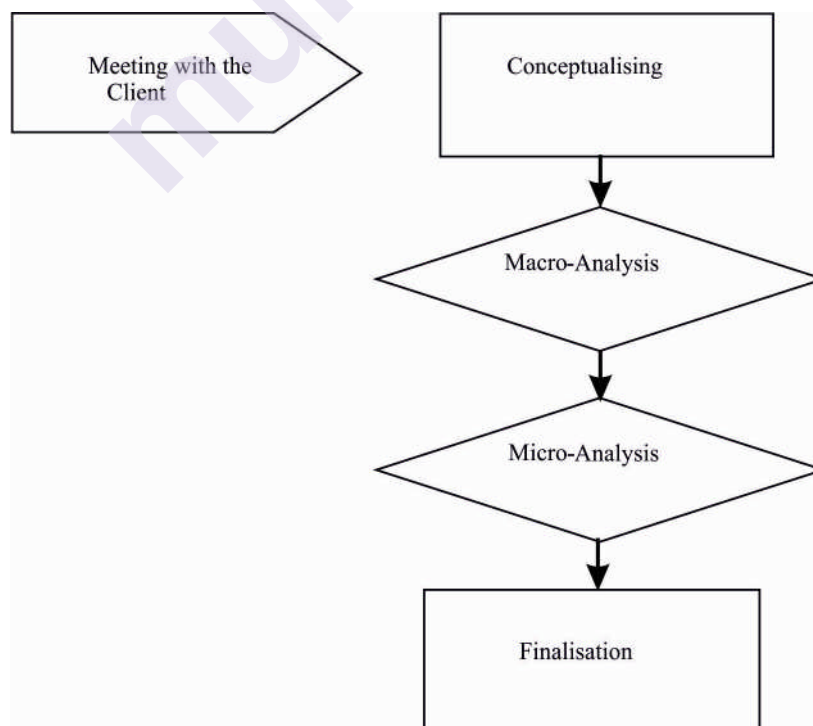 Meeting with the
Client
Conceptualising
Macro-Analysis
Micro-Analysis
Finalisation